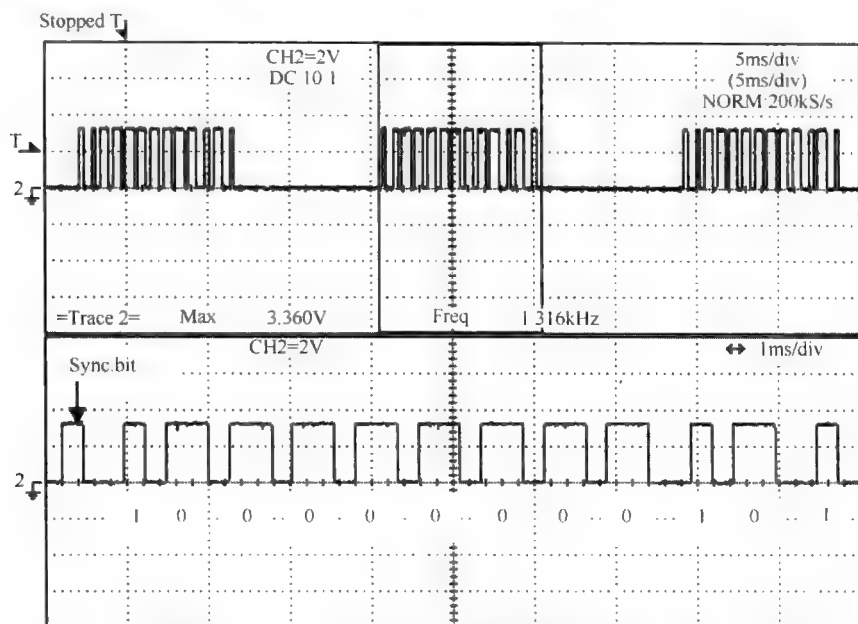 Stopped T
CH2=2V
5ms/div
DC 10 1
(5ms/div)
NORM 200kS/s
T
2
=Trace 2= Max 3.360V Freq 1 316kHz
CH2=2V
1ms/div
Sync.bit
2
1 0 0 0 0 0 0 0 0 1 0 1